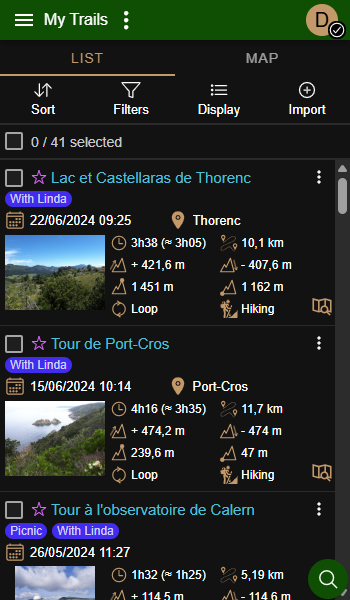 My Trails
D
LIST
MAP
Sort
Filters
Display
Import
0 / 41 selected
Lac et Castellaras de Thorenc
With Linda
22/06/2024 09:25
Thorenc
3h38 (≈ 3h05)
10,1 km
+ 421,6 m
- 407,6 m
1 451 m
1 162 m
Loop
Hiking
Tour de Port-Cros
With Linda
15/06/2024 10:14
Port-Cros
4h16 (≈ 3h35)
11,7 km
+ 474,2 m
- 474 m
239,6 m
47 m
Loop
Hiking
Tour à l'observatoire de Calern
Picnic
With Linda
26/05/2024 11:27
1h32 (≈ 1h25)
5,19 km
+ 114,5 m
- 114,6 m